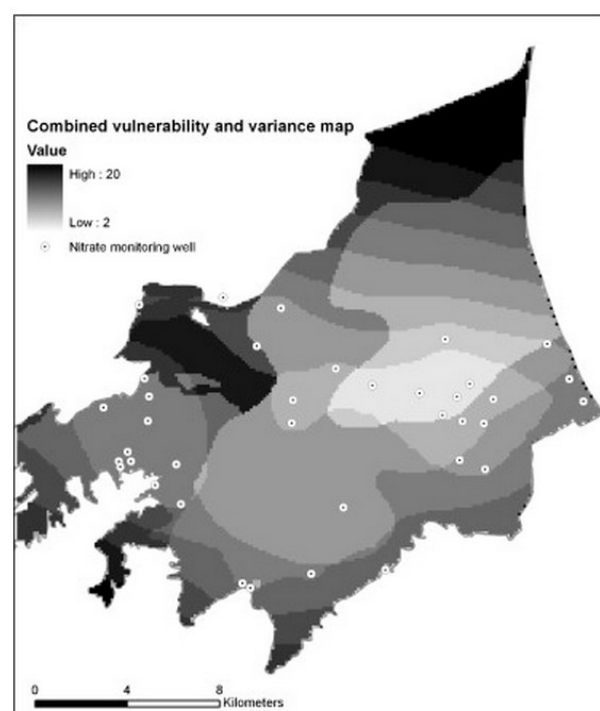 Combined vulnerability and variance map
Value
High : 20
Low : 2
Nitrate monitoring well
0 4 8
Kilometers